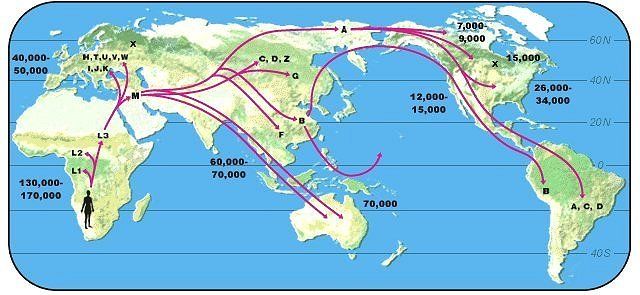 7,000-
9,000
60N
A
X
40,000-
50,000
H,T,U,V,W
I,J,K
C, D, Z
15,000
X
G
M
40N
26,000-
34,000
12,000-
15,000
20N
B
L3
F
L2
60,000-
70,000
L1
0
130,000-
170,000
B
70,000
A, C, D
40S